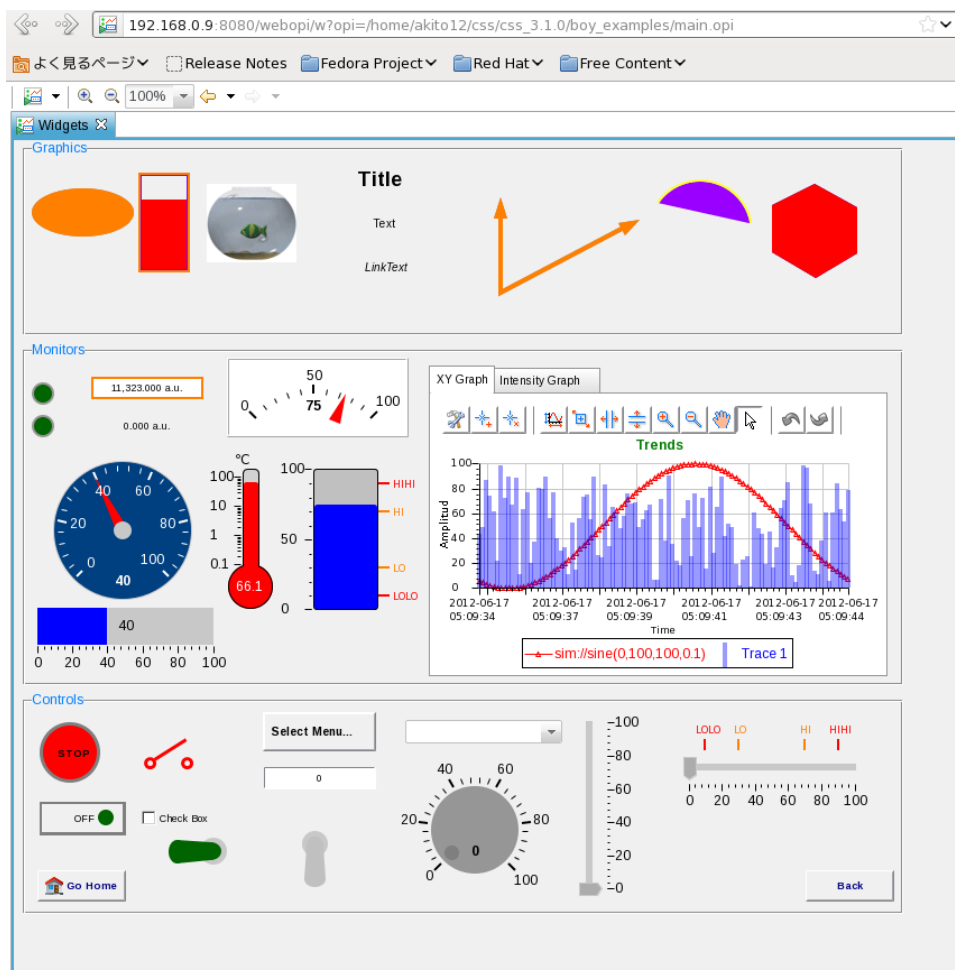 192.168.0.9:8080/webopi/w?opi=/home/akito12/css/css_3.1.0/boy_examples/main.opi
よく見るページ Release Notes Fedora Project Red Hat Free Content
100%
Widgets
Graphics
Title
Text
LinkText
Monitors
11,323.000 a.u.
0.000 a.u.
0 50 100
75
XY Graph Intensity Graph
Trends
Amplitud
100
80
60
40
20
0
2012-06-17 2012-06-17 2012-06-17 2012-06-17 2012-06-17 2012-06-17
05:09:34 05:09:37 05:09:39 05:09:41 05:09:43 05:09:44
Time
sim://sine(0,100,100,0.1) Trace 1
0 20 40 60 80 100
40
°C
100
10
1
0.1
66.1
100
50
0
HIHI
HI
LO
LOLO
40
0 20 40 60 80 100
Controls
STOP
Select Menu...
0
OFF
Check Box
0 20 40 60 80 100
0
100
80
60
40
20
0
LOLO LO HI HIHI
0 20 40 60 80 100
Go Home
Back